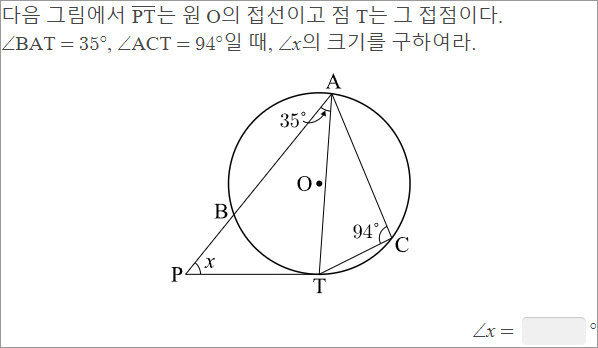 다음 그림에서 PT는 원 O의 접선이고 점 T는 그 접점이다.
∠BAT = 35°, ∠ACT = 94°일 때, ∠x의 크기를 구하여라.
A
35°
O
B
94°
C
P
x
T
∠x = °